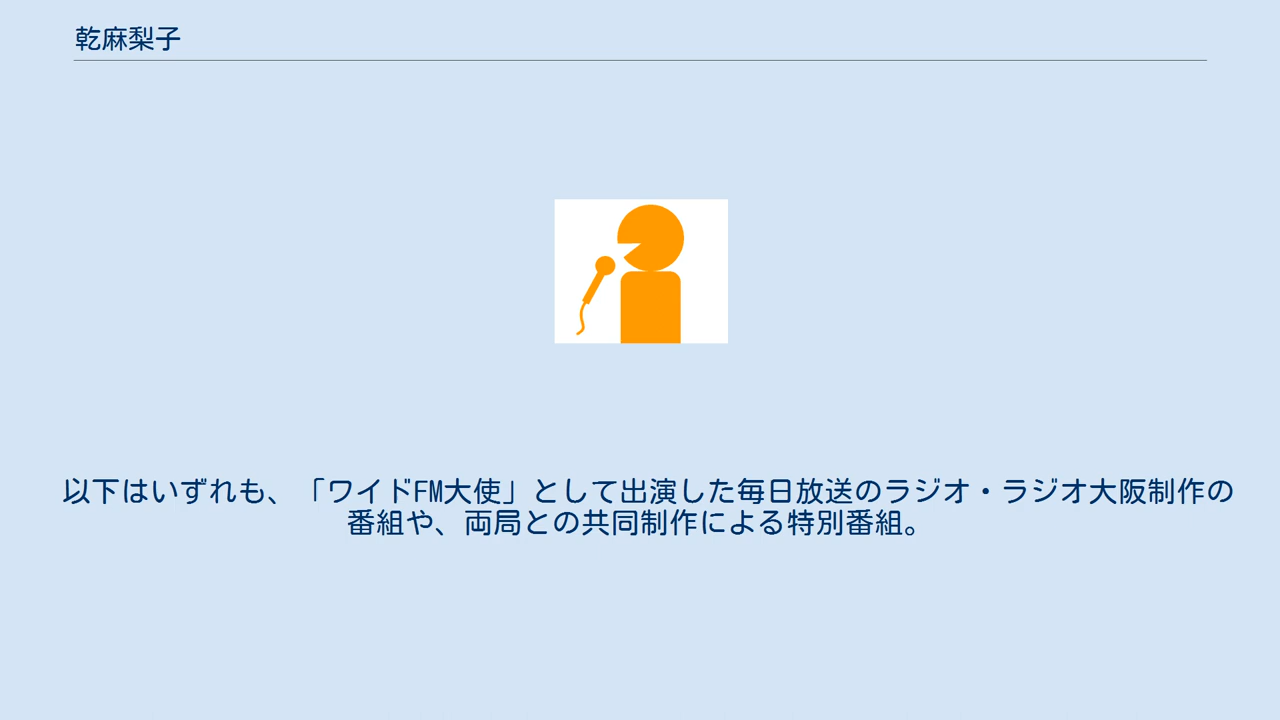 乾麻梨子
以下はいずれも、「ワイドFM大使」として出演した毎日放送のラジオ・ラジオ大阪制作の
番組や、両局との共同制作による特別番組。